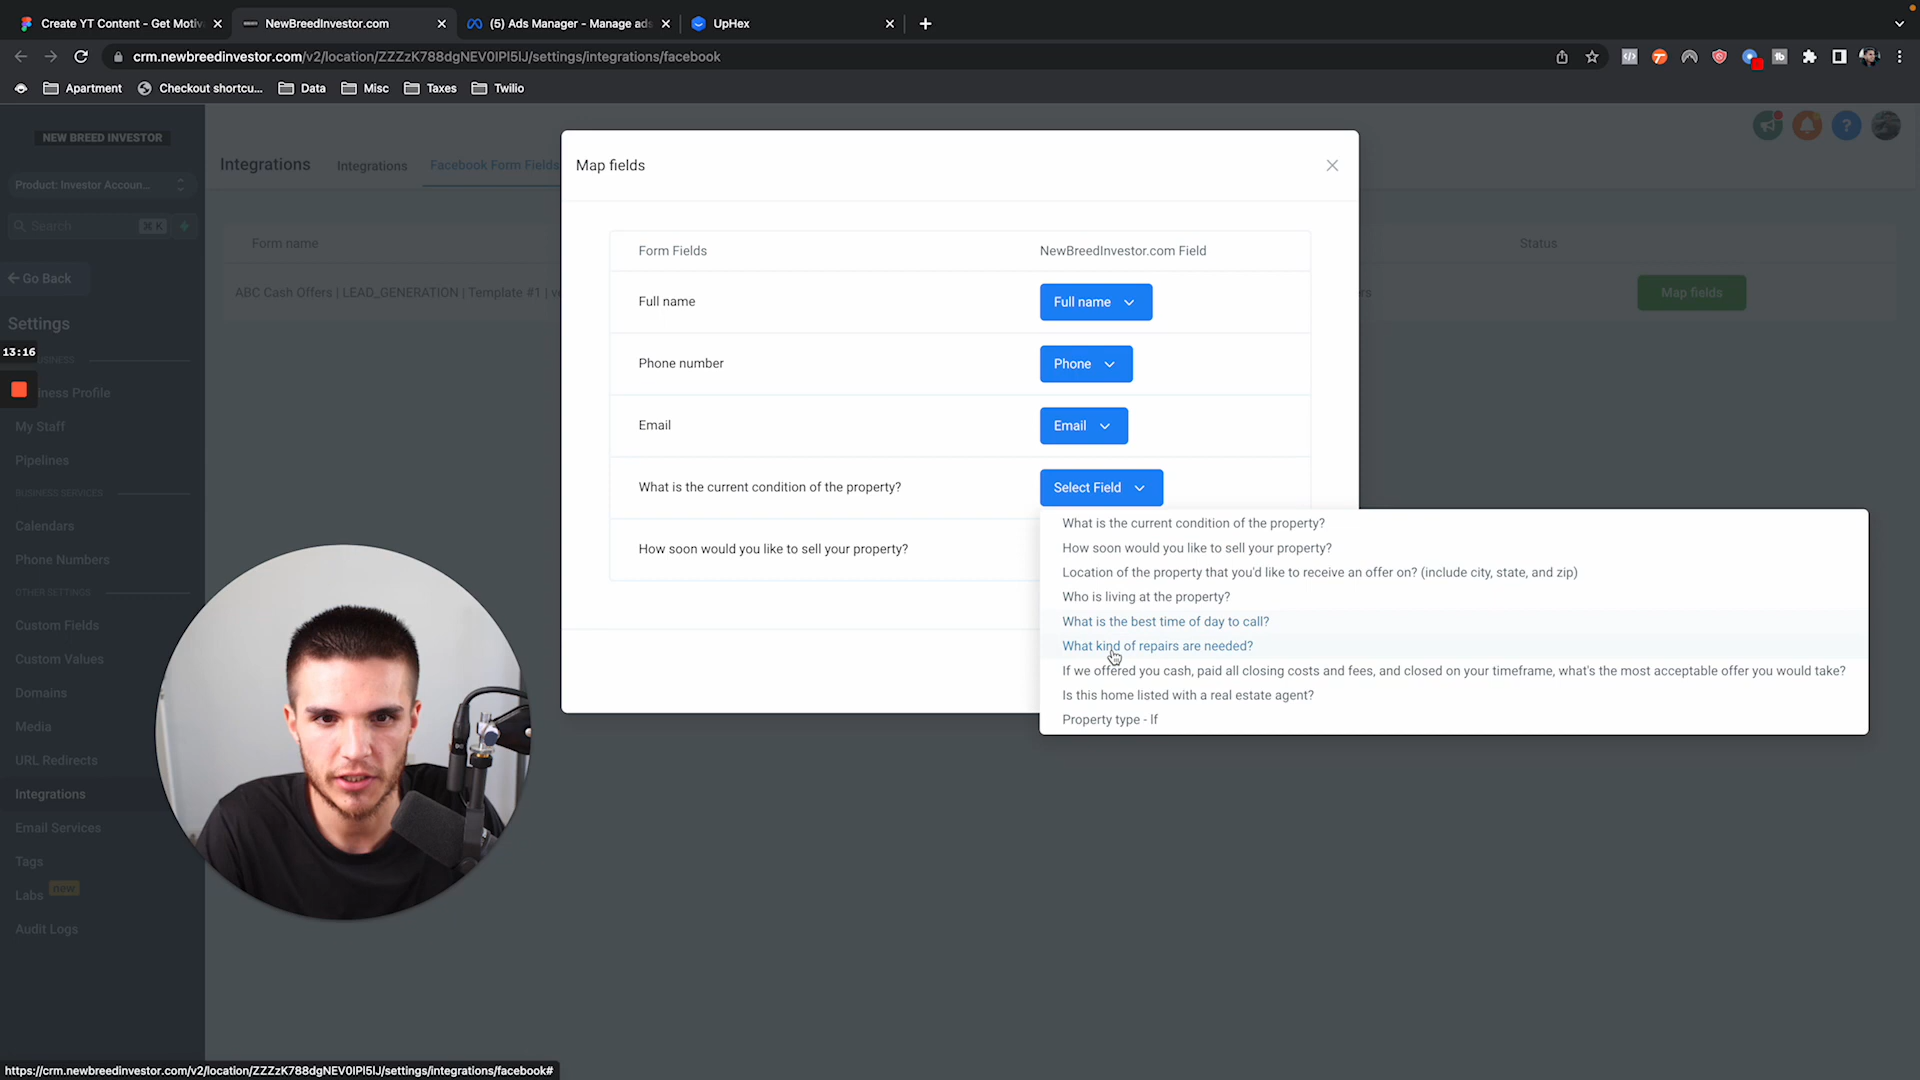 Create YT Content - Get Motiv
NewBreedInvestor.com
(5) Ads Manager - Manage ads
UpHex
crm.newbreedinvestor.com/v2/location/ZZZzK788dgNEV0IPl5IJ/settings/integrations/facebook
Apartment
Checkout shortcu...
Data
Misc
Taxes
Twilio
NEW BREED INVESTOR
Product: Investor Accoun...
Search
⌘ K
Go Back
Settings
13:16
Business Profile
My Staff
Pipelines
BUSINESS SERVICES
Calendars
Phone Numbers
OTHER SETTINGS
Custom Fields
Custom Values
Domains
Media
URL Redirects
Integrations
Email Services
Tags
Labs new
Audit Logs
Integrations
Integrations
Facebook Form Fields
Form name
Status
ABC Cash Offers | LEAD_GENERATION | Template #1 |
Map fields
Map fields
Form Fields
NewBreedInvestor.com Field
Full name
Full name
Phone number
Phone
Email
Email
What is the current condition of the property?
Select Field
How soon would you like to sell your property?
What is the current condition of the property?
How soon would you like to sell your property?
Location of the property that you'd like to receive an offer on? (include city, state, and zip)
Who is living at the property?
What is the best time of day to call?
What kind of repairs are needed?
If we offered you cash, paid all closing costs and fees, and closed on your timeframe, what's the most acceptable offer you would take?
Is this home listed with a real estate agent?
Property type - lf
https://crm.newbreedinvestor.com/v2/location/ZZZzK788dgNEV0IPl5IJ/settings/integrations/facebook#